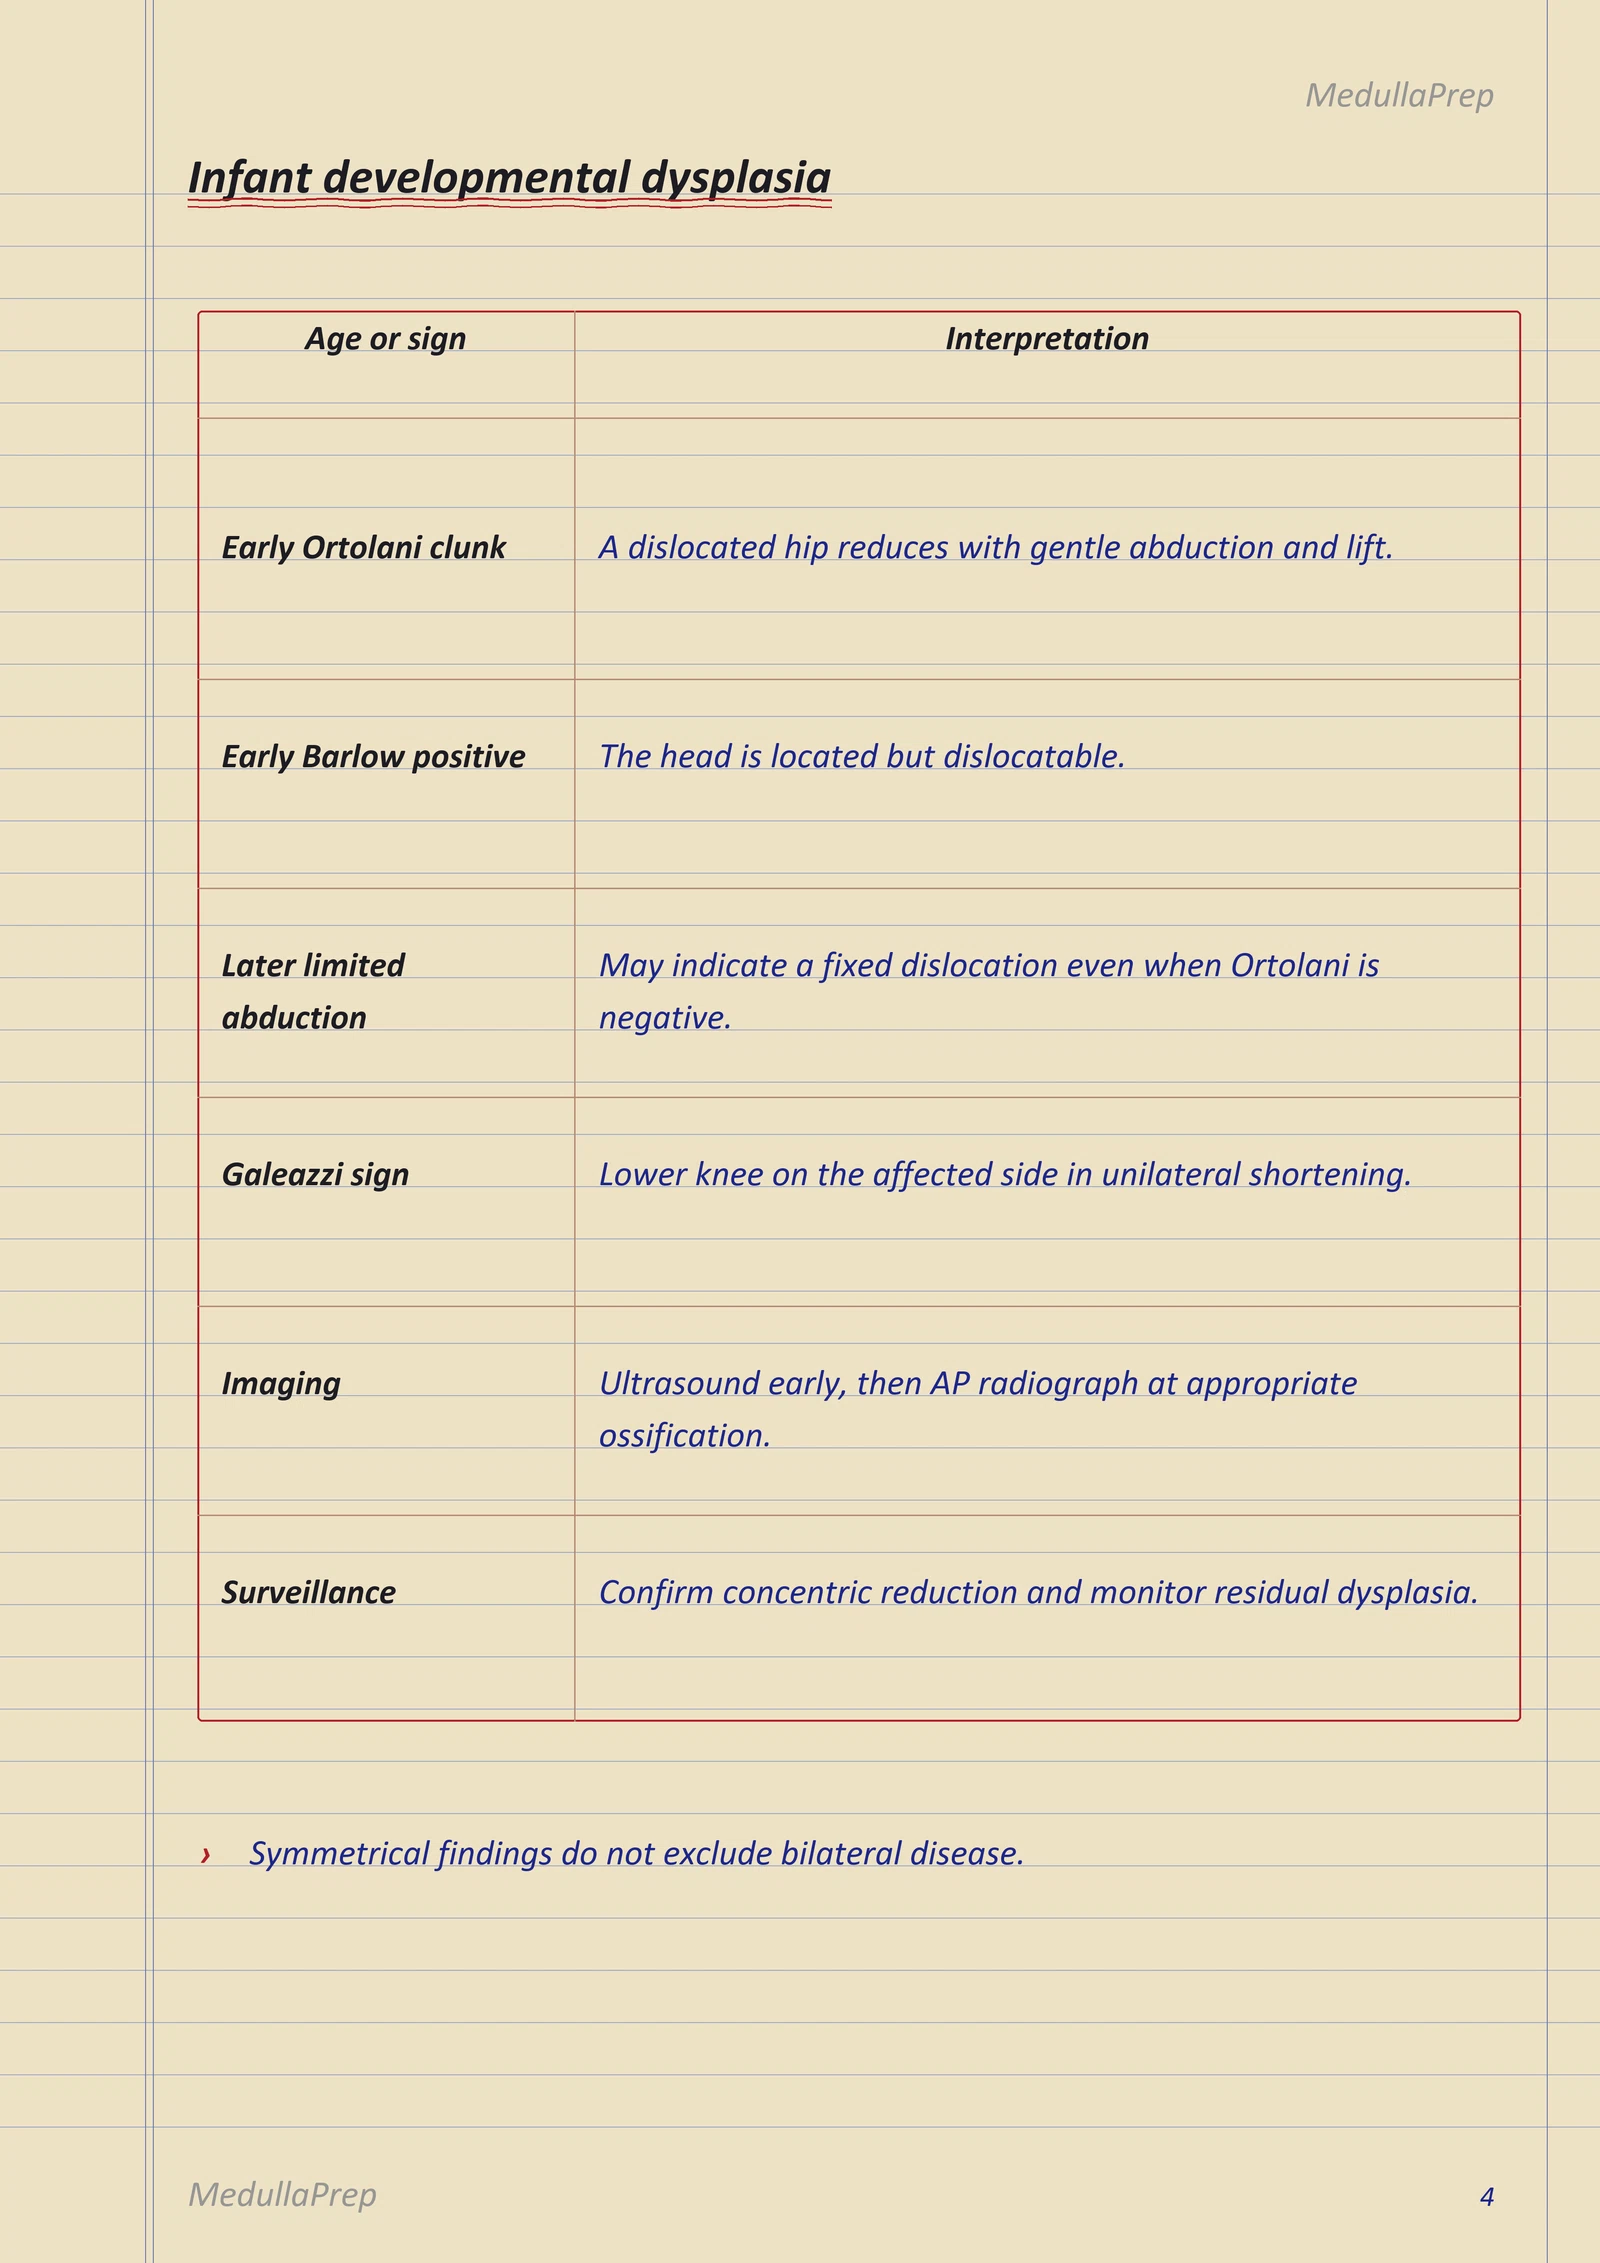 MedullaPrep
Infant developmental dysplasia
Age or sign
Interpretation
Early Ortolani clunk
A dislocated hip reduces with gentle abduction and lift.
Early Barlow positive
The head is located but dislocatable.
Later limited
abduction
May indicate a fixed dislocation even when Ortolani is
negative.
Galeazzi sign
Lower knee on the affected side in unilateral shortening.
Imaging
Ultrasound early, then AP radiograph at appropriate
ossification.
Surveillance
Confirm concentric reduction and monitor residual dysplasia.
› Symmetrical findings do not exclude bilateral disease.
MedullaPrep
4